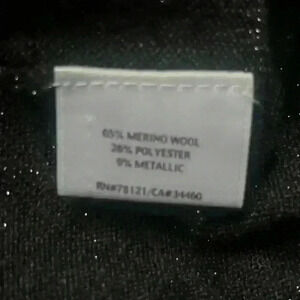 65% MERINO WOOL
26% POLYESTER
9% METALLIC
RN#78121/CA#34460